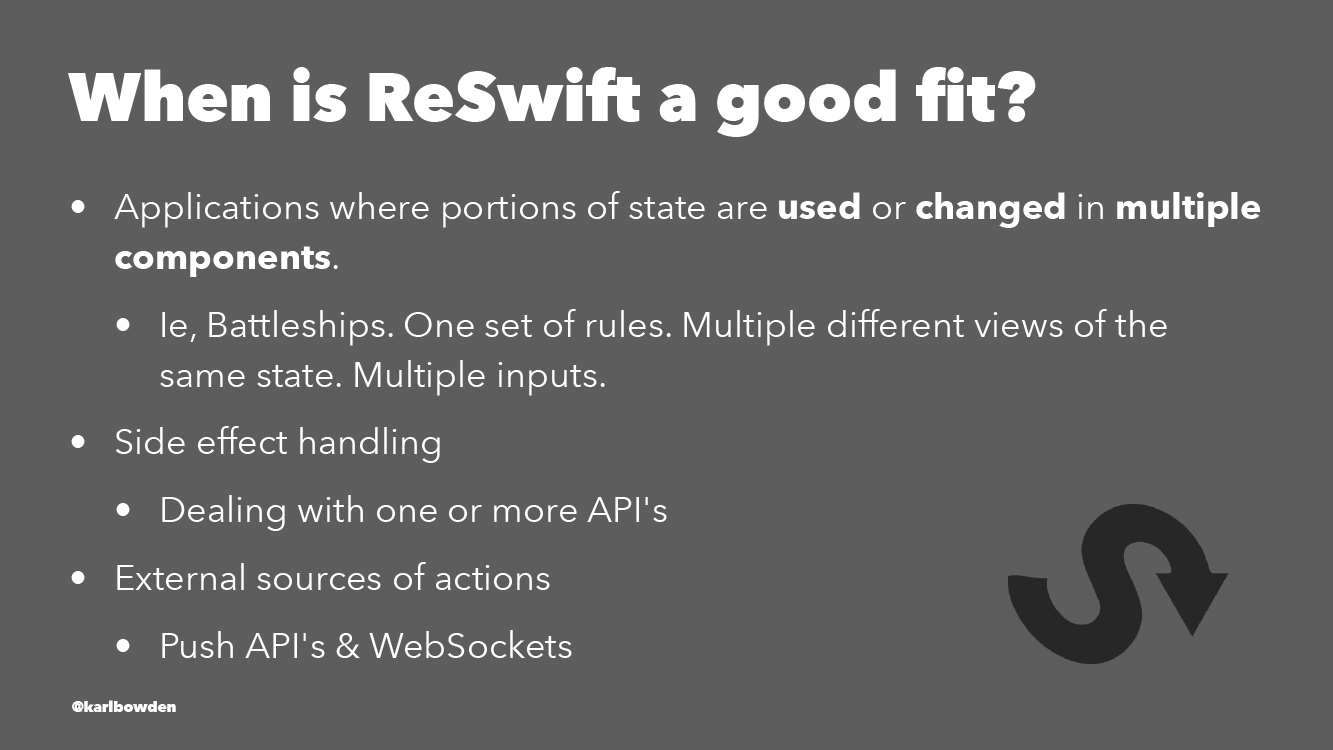 When is ReSwift a good fit?
• Applications where portions of state are used or changed in multiple
components.
• Ie, Battleships. One set of rules. Multiple different views of the
same state. Multiple inputs.
• Side effect handling
• Dealing with one or more API's
• External sources of actions
• Push API's & WebSockets
@karlbowden